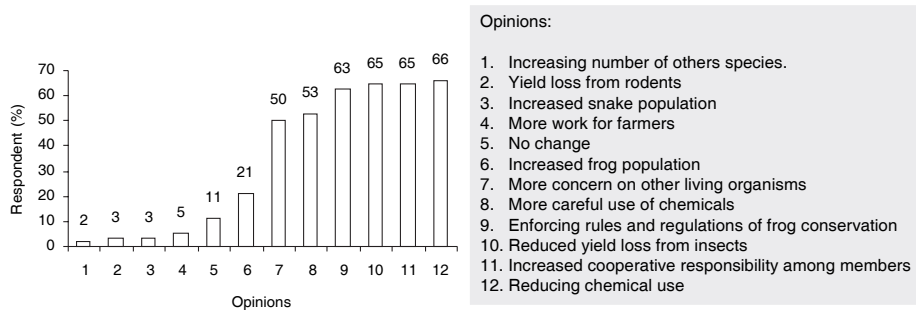 70
60
50
40
30
20
10
0
Respondent (%)
2 3 3 5 11 21 50 53 63 65 65 66
1 2 3 4 5 6 7 8 9 10 11 12
Opinions
Opinions:
1. Increasing number of others species.
2. Yield loss from rodents
3. Increased snake population
4. More work for farmers
5. No change
6. Increased frog population
7. More concern on other living organisms
8. More careful use of chemicals
9. Enforcing rules and regulations of frog conservation
10. Reduced yield loss from insects
11. Increased cooperative responsibility among members
12. Reducing chemical use